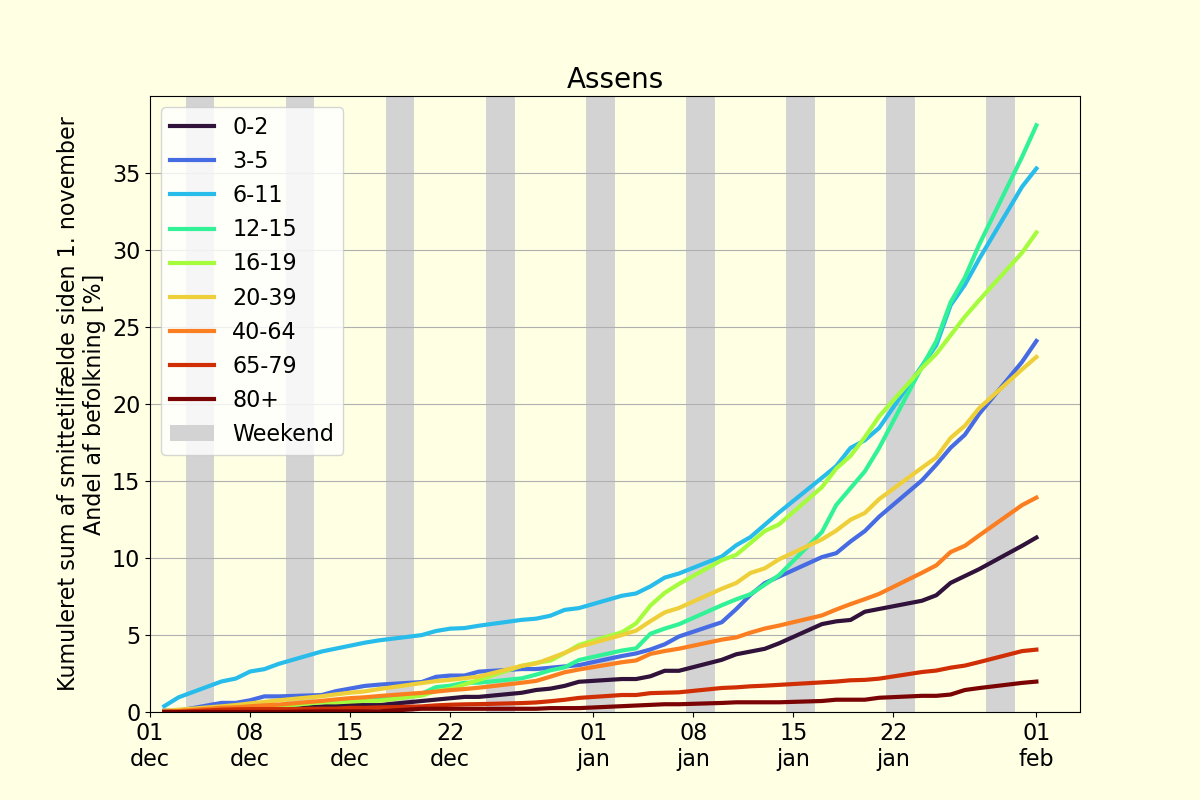 Assens
Kumuleret sum af smittetilfælde siden 1. november
Andel af befolkning [%]
0-2
3-5
6-11
12-15
16-19
20-39
40-64
65-79
80+
Weekend
35
30
25
20
15
10
5
0
01 dec
08 dec
15 dec
22 dec
01 jan
08 jan
15 jan
22 jan
01 feb